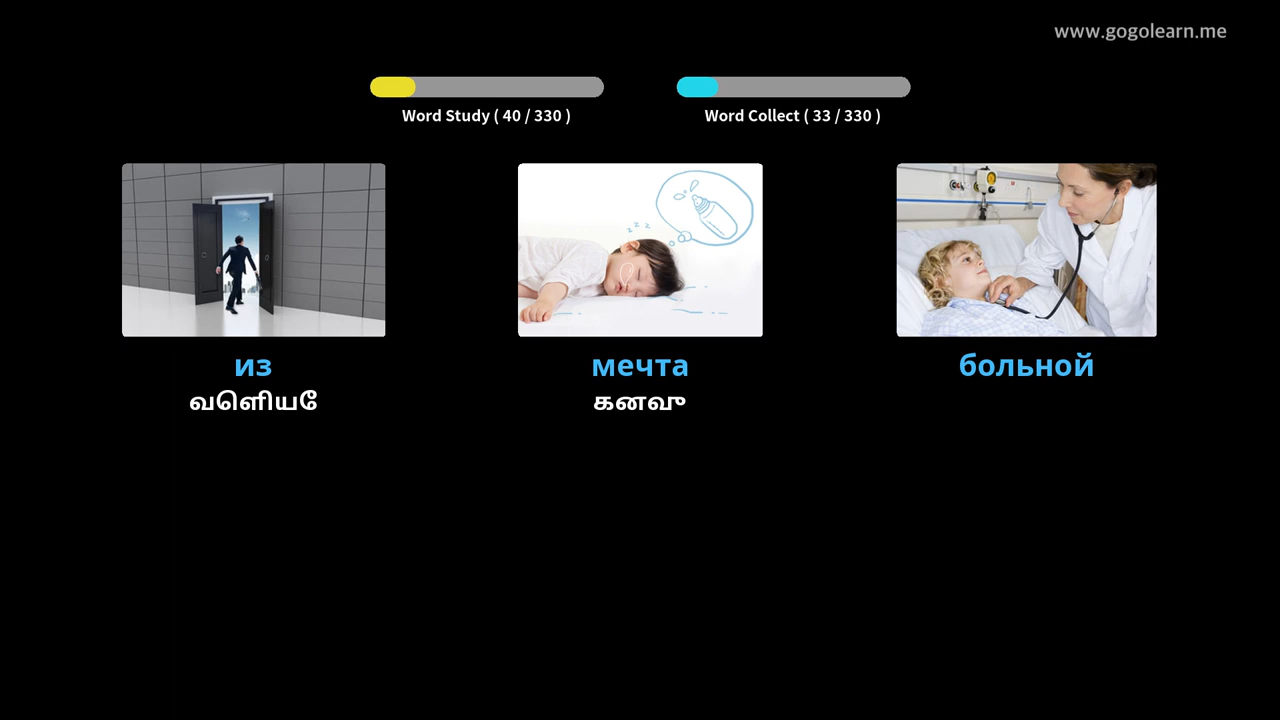 www.gogolearn.me
Word Study ( 40 / 330 )
Word Collect ( 33 / 330 )
из
мечта
больной
வெளியே
கனவு